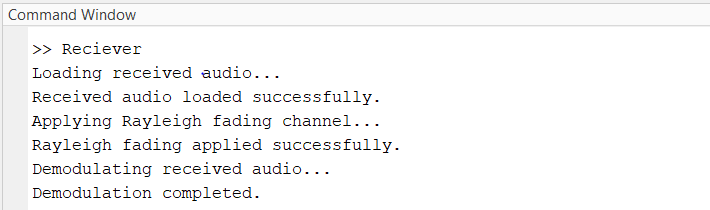 Command Window
>> Reciever
Loading received audio...
Received audio loaded successfully.
Applying Rayleigh fading channel...
Rayleigh fading applied successfully.
Demodulating received audio...
Demodulation completed.